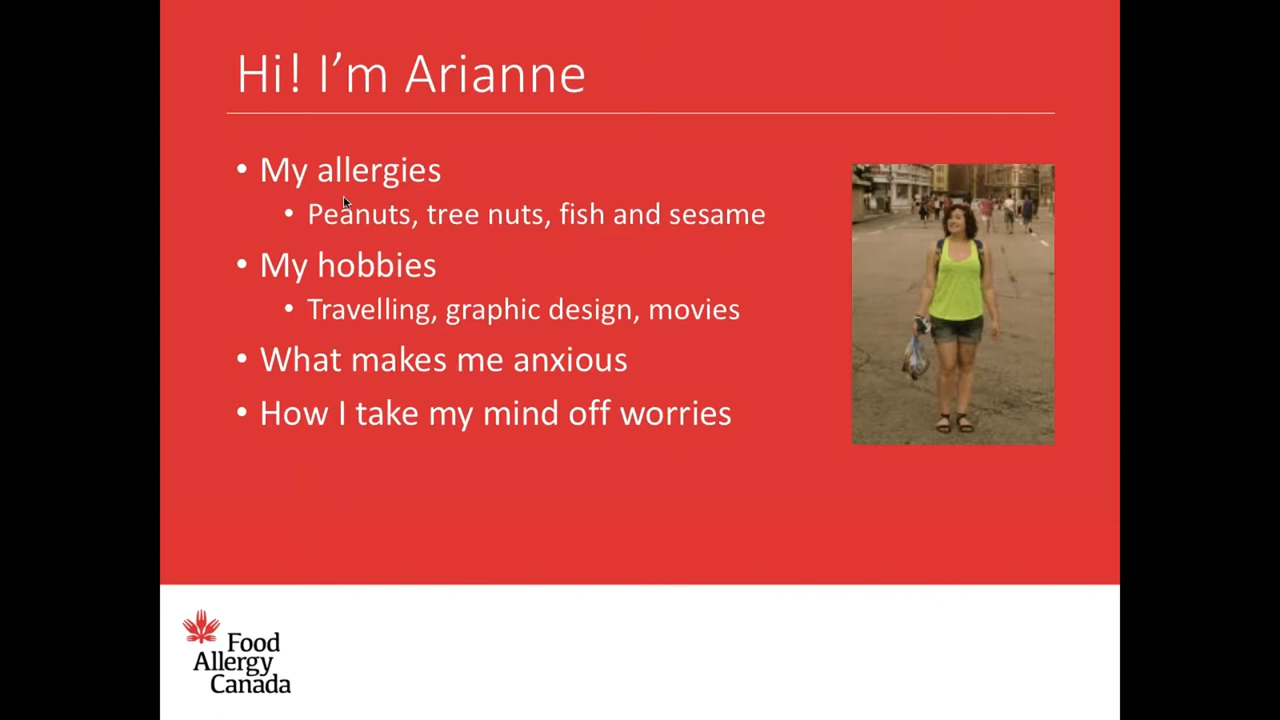 Hi! I’m Arianne
• My allergies
• Peanuts, tree nuts, fish and sesame
• My hobbies
• Travelling, graphic design, movies
• What makes me anxious
• How I take my mind off worries
Food
Allergy
Canada